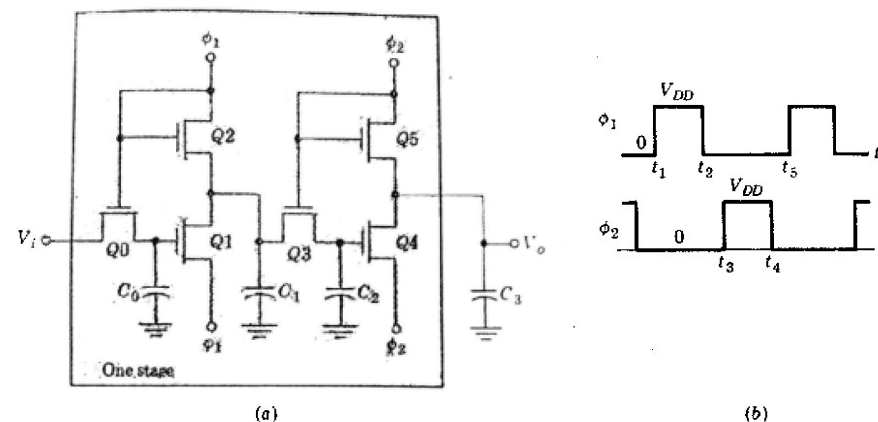 ϕ1
ϕ2
Q2
Q5
Vi
Q0
Q1
Q3
Q4
Vo
C0
C1
C2
C3
ϕ1
ϕ2
One stage
(a)
VDD
ϕ1
0
t
t1
t2
t5
VDD
ϕ2
0
t3
t4
(b)